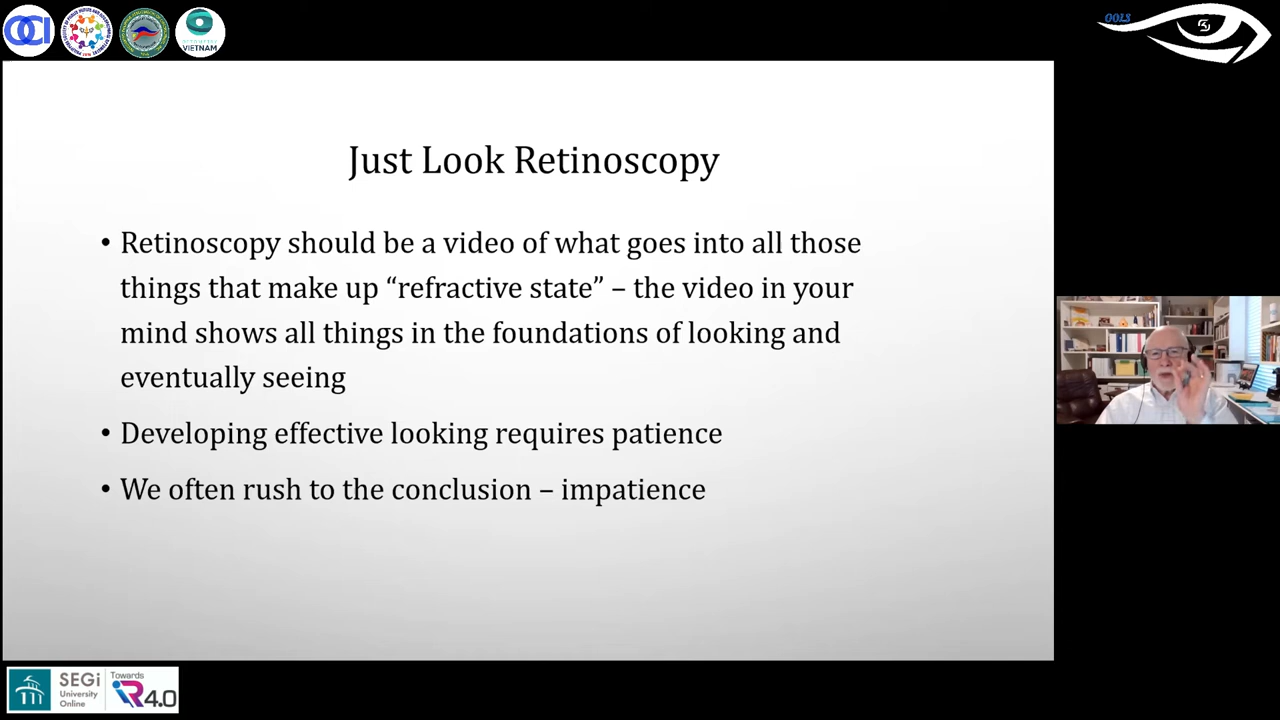 OCI
VIETNAM
OOLS
Just Look Retinoscopy
• Retinoscopy should be a video of what goes into all those
things that make up “refractive state” – the video in your
mind shows all things in the foundations of looking and
eventually seeing
• Developing effective looking requires patience
• We often rush to the conclusion – impatience
SEGi
University
Online
Towards
iR4.0